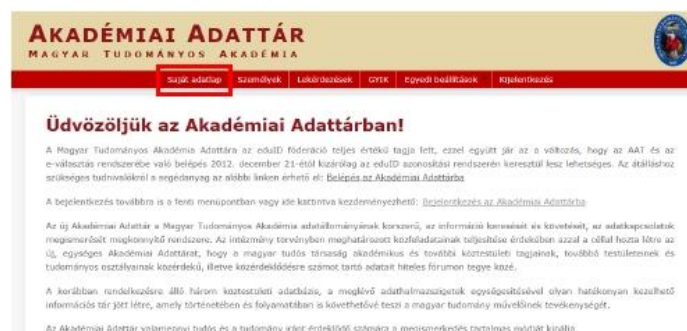 AKADÉMIAI ADATTÁR
MAGYAR TUDOMÁNYOS AKADÉMIA
Saját adatlap Személyek Lekérdezések GYIK Egyedi beállítások Kijelentkezés
Üdvözöljük az Akadémiai Adattárban!
A Magyar Tudományos Akadémia Adattára az eduID föderáció teljes értékű tagja lett, ezzel együtt jár az a változás, hogy az AAT és az
e-választás rendszerébe való belépés 2012. december 21-étől kizárólag az eduID azonosítási rendszerén keresztül lesz lehetséges. Az átálláshoz
szükséges tudnivalókról a segédanyag az alábbi linken érhető el: Belépés az Akadémiai Adattárba
A bejelentkezés továbbra is a fenti menüpontban vagy ide kattintva kezdeményezhető: Bejelentkezés az Akadémiai Adattárba
Az új Akadémiai Adattár a Magyar Tudományos Akadémia adatállományának korszerű, az információ keresését és követését, az adatkapcsolatok
megismerését megkönnyítő rendszere. Az intézmény törvényben meghatározott közfeladatainak teljesítése érdekében azzal a céllal hozta létre az
új, egységes Akadémiai Adattárat, hogy a magyar tudós társaság akadémikus és további köztestületi tagjainak, továbbá testületeinek és
tudományos osztályainak közérdekű, illetve közérdeklődésre számot tartó adatait hiteles fórumon tegye közzé.
A korábban rendelkezésre álló három köztestületi adatbázis, a meglévő adathalmazszigetek egységesítésével olyan hatékonyan kezelhető
információs tár jött létre, amely történetében és folyamatában is követhetővé teszi a magyar tudomány művelőinek tevékenységét.
Az Akadémiai Adattár valamennyi tudós és a tudomány iránt érdeklődő számára a megismerkedés tartalmas módját kínálja.